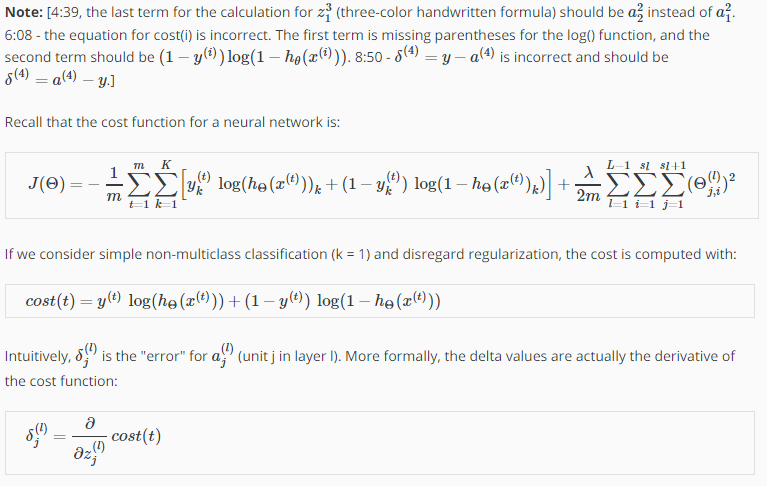 Note: [4:39, the last term for the calculation for $z_1^3$ (three-color handwritten formula) should be $a_3^2$ instead of $a_1^2$.
6:08 - the equation for cost(i) is incorrect. The first term is missing parentheses for the log() function, and the
second term should be $(1 - y^{(i)})\log(1 - h_\theta(x^{(i)}))$. 8:50 - $\delta^{(4)} = y - a^{(4)}$ is incorrect and should be
$\delta^{(4)} = a^{(4)} - y$.]
Recall that the cost function for a neural network is:
$J(\Theta) = -\frac{1}{m}\sum_{t=1}^{m}\sum_{k=1}^{K}\left[y_k^{(t)} \log(h_\Theta(x^{(t)}))_k + (1 - y_k^{(t)}) \log(1 - h_\Theta(x^{(t)})_k)\right] + \frac{\lambda}{2m}\sum_{l=1}^{L-1}\sum_{i=1}^{sl}\sum_{j=1}^{sl+1}(\Theta_{j,i}^{(l)})^2$
If we consider simple non-multiclass classification (k = 1) and disregard regularization, the cost is computed with:
$cost(t) = y^{(t)} \log(h_\Theta(x^{(t)})) + (1 - y^{(t)}) \log(1 - h_\Theta(x^{(t)}))$
Intuitively, $\delta_j^{(l)}$ is the "error" for $a_j^{(l)}$ (unit j in layer l). More formally, the delta values are actually the derivative of
the cost function:
$\delta_j^{(l)} = \frac{\partial}{\partial z_j^{(l)}} cost(t)$